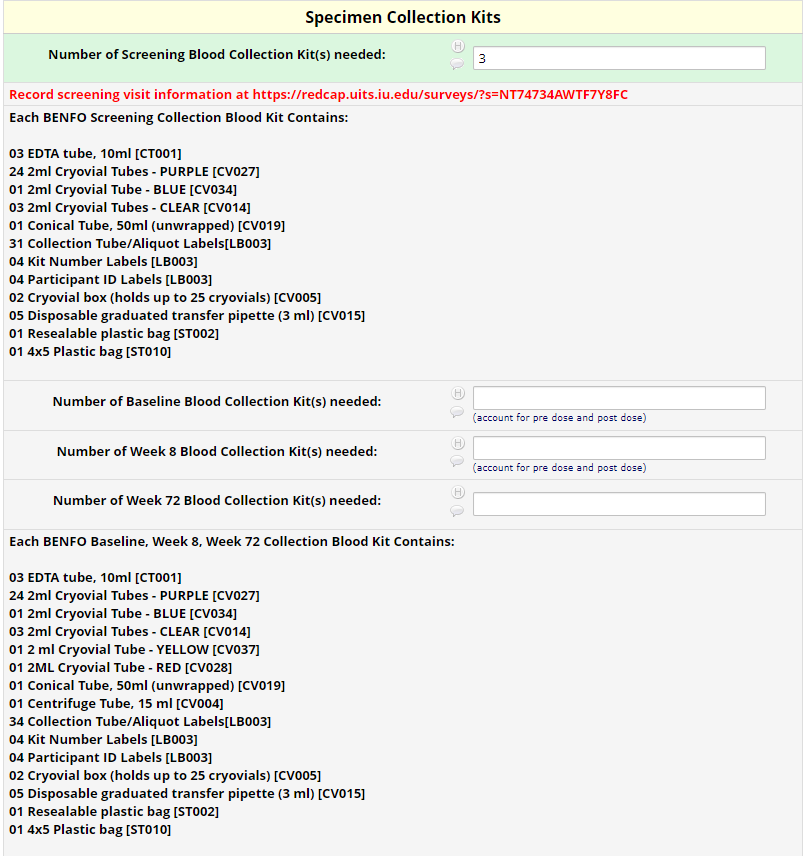 Specimen Collection Kits
Number of Screening Blood Collection Kit(s) needed:
H
3
Record screening visit information at https://redcap.uits.iu.edu/surveys/?s=NT74734AWTF7Y8FC
Each BENFO Screening Collection Blood Kit Contains:
03 EDTA tube, 10ml [CT001]
24 2ml Cryovial Tubes - PURPLE [CV027]
01 2ml Cryovial Tube - BLUE [CV034]
03 2ml Cryovial Tubes - CLEAR [CV014]
01 Conical Tube, 50ml (unwrapped) [CV019]
31 Collection Tube/Aliquot Labels[LB003]
04 Kit Number Labels [LB003]
04 Participant ID Labels [LB003]
02 Cryovial box (holds up to 25 cryovials) [CV005]
05 Disposable graduated transfer pipette (3 ml) [CV015]
01 Resealable plastic bag [ST002]
01 4x5 Plastic bag [ST010]
Number of Baseline Blood Collection Kit(s) needed:
H
(account for pre dose and post dose)
Number of Week 8 Blood Collection Kit(s) needed:
H
(account for pre dose and post dose)
Number of Week 72 Blood Collection Kit(s) needed:
H
Each BENFO Baseline, Week 8, Week 72 Collection Blood Kit Contains:
03 EDTA tube, 10ml [CT001]
24 2ml Cryovial Tubes - PURPLE [CV027]
01 2ml Cryovial Tube - BLUE [CV034]
03 2ml Cryovial Tubes - CLEAR [CV014]
01 2 ml Cryovial Tube - YELLOW [CV037]
01 2ML Cryovial Tube - RED [CV028]
01 Conical Tube, 50ml (unwrapped) [CV019]
01 Centrifuge Tube, 15 ml [CV004]
34 Collection Tube/Aliquot Labels[LB003]
04 Kit Number Labels [LB003]
04 Participant ID Labels [LB003]
02 Cryovial box (holds up to 25 cryovials) [CV005]
05 Disposable graduated transfer pipette (3 ml) [CV015]
01 Resealable plastic bag [ST002]
01 4x5 Plastic bag [ST010]